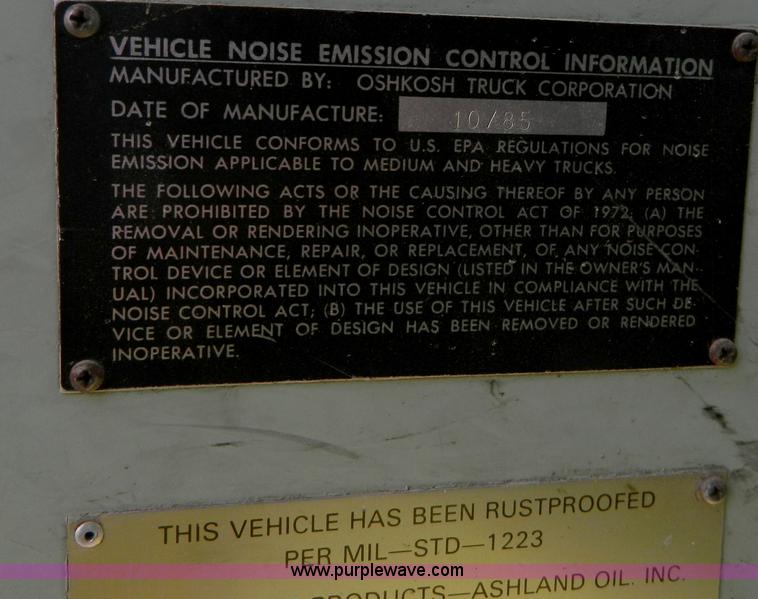 VEHICLE NOISE EMISSION CONTROL INFORMATION
MANUFACTURED BY: OSHKOSH TRUCK CORPORATION
DATE OF MANUFACTURE: 10/85
THIS VEHICLE CONFORMS TO U.S. EPA REGULATIONS FOR NOISE
EMISSION APPLICABLE TO MEDIUM AND HEAVY TRUCKS.
THE FOLLOWING ACTS OR THE CAUSING THEREOF BY ANY PERSON
ARE PROHIBITED BY THE NOISE CONTROL ACT OF 1972: (A) THE
REMOVAL OR RENDERING INOPERATIVE, OTHER THAN FOR PURPOSES
OF MAINTENANCE, REPAIR, OR REPLACEMENT, OF ANY NOISE CON-
TROL DEVICE OR ELEMENT OF DESIGN (LISTED IN THE OWNER'S MAN-
UAL) INCORPORATED INTO THIS VEHICLE IN COMPLIANCE WITH THE
NOISE CONTROL ACT; (B) THE USE OF THIS VEHICLE AFTER SUCH DE-
VICE OR ELEMENT OF DESIGN HAS BEEN REMOVED OR RENDERED
INOPERATIVE.
THIS VEHICLE HAS BEEN RUSTPROOFED
PER MIL—STD—1223
www.purplewave.com
PRODUCTS—ASHLAND OIL. INC.